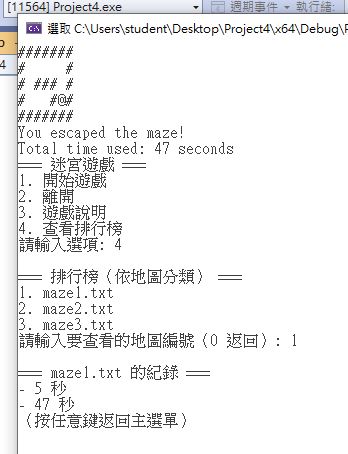 [11564] Project4.exe
週期事件
執行緒:
選取 C:\Users\student\Desktop\Project4\x64\Debug\
#######
#     #
# ### #
#   #@#
#######
You escaped the maze!
Total time used: 47 seconds
=== 迷宮遊戲 ===
1. 開始遊戲
2. 離開
3. 遊戲說明
4. 查看排行榜
請輸入選項: 4
=== 排行榜（依地圖分類） ===
1. maze1.txt
2. maze2.txt
3. maze3.txt
請輸入要查看的地圖編號（0 返回）: 1
=== maze1.txt 的紀錄 ===
- 5 秒
- 47 秒
（按任意鍵返回主選單）